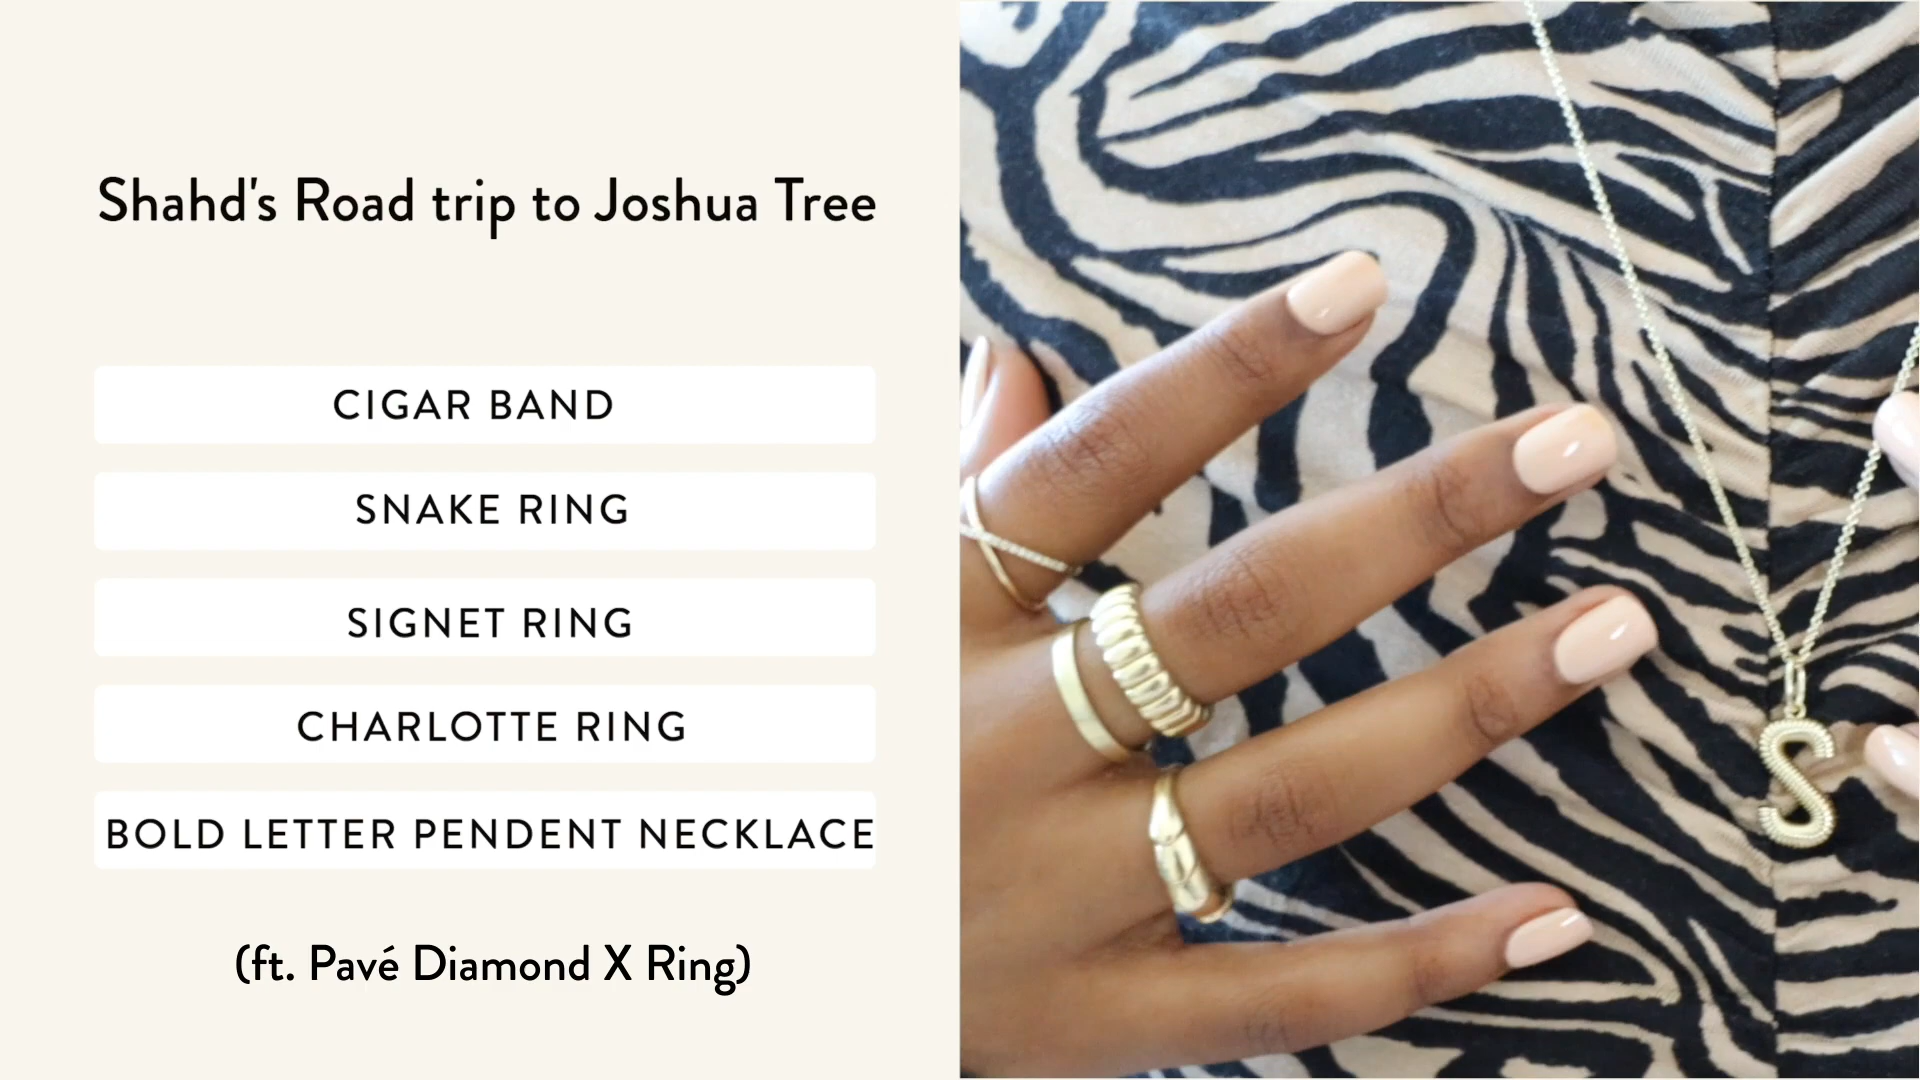 Shahd's Road trip to Joshua Tree
CIGAR BAND
SNAKE RING
SIGNET RING
CHARLOTTE RING
BOLD LETTER PENDENT NECKLACE
(ft. Pavé Diamond X Ring)
S